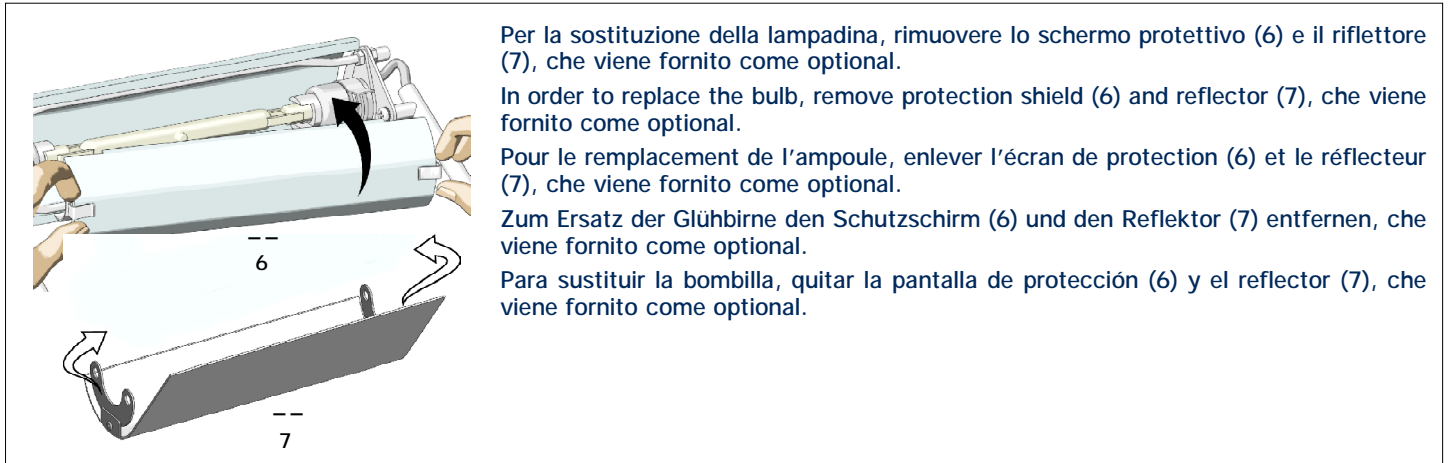 Per la sostituzione della lampadina, rimuovere lo schermo protettivo (6) e il riflettore
(7), che viene fornito come optional.
In order to replace the bulb, remove protection shield (6) and reflector (7), che viene
fornito come optional.
Pour le remplacement de l'ampoule, enlever l'écran de protection (6) et le réflecteur
(7), che viene fornito come optional.
Zum Ersatz der Glühbirne den Schutzschirm (6) und den Reflektor (7) entfernen, che
viene fornito come optional.
Para sustituir la bombilla, quitar la pantalla de protección (6) y el reflector (7), che
viene fornito come optional.
6
7